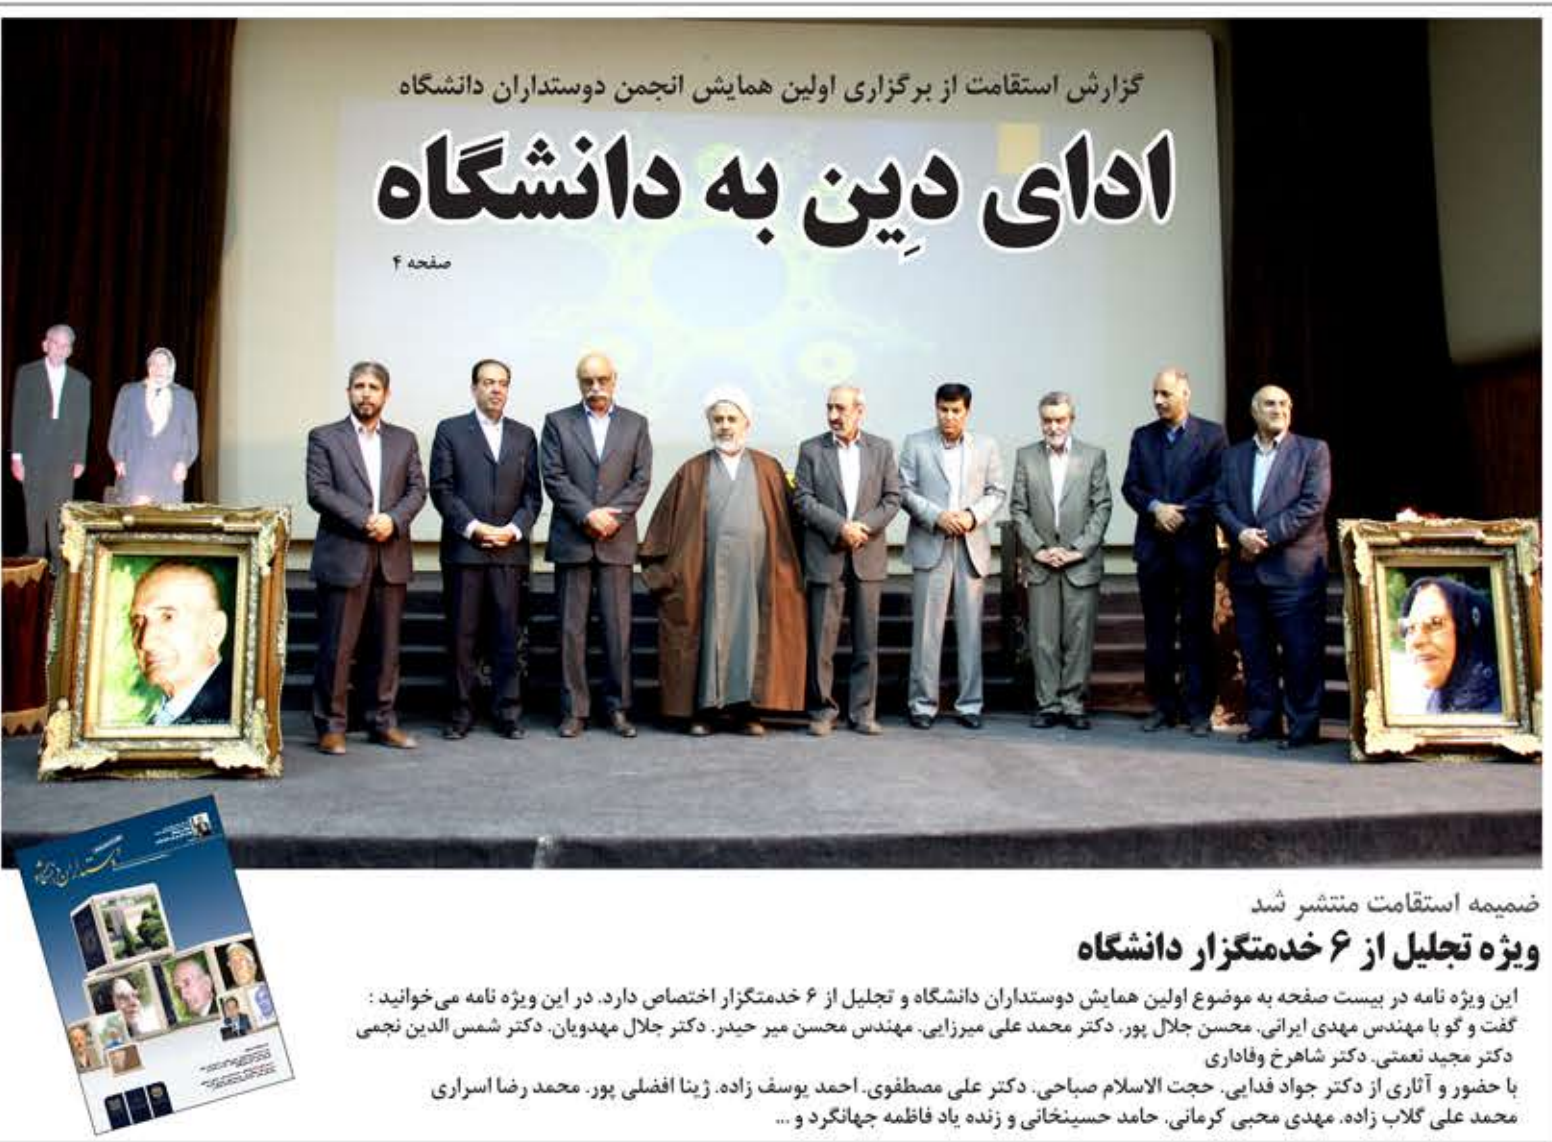 گزارش استقامت از برگزاری اولین همایش انجمن دوستداران دانشگاه
ادای دِین به دانشگاه
صفحه ۴
ضمیمه استقامت منتشر شد
ویژه تجلیل از ۶ خدمتگزار دانشگاه
این ویژه نامه در بیست صفحه به موضوع اولین همایش دوستداران دانشگاه و تجلیل از ۶ خدمتگزار اختصاص دارد. در این ویژه نامه می‌خوانید :
گفت و گو با مهندس مهدی ایرانی. محسن جلال پور. دکتر محمد علی میرزایی. مهندس محسن میر حیدر. دکتر جلال مهدویان. دکتر شمس الدین نجمی
دکتر مجید نعمتی. دکتر شاهرخ وفاداری
با حضور و آثاری از دکتر جواد فدایی. حجت الاسلام صباحی. دکتر علی مصطفوی. احمد یوسف زاده. ژینا افضلی پور. محمد رضا اسراری
محمد علی گلاب زاده. مهدی محبی کرمانی. حامد حسینخانی و زنده یاد فاظمه جهانگرد و ...
دوستداران دانشگاه